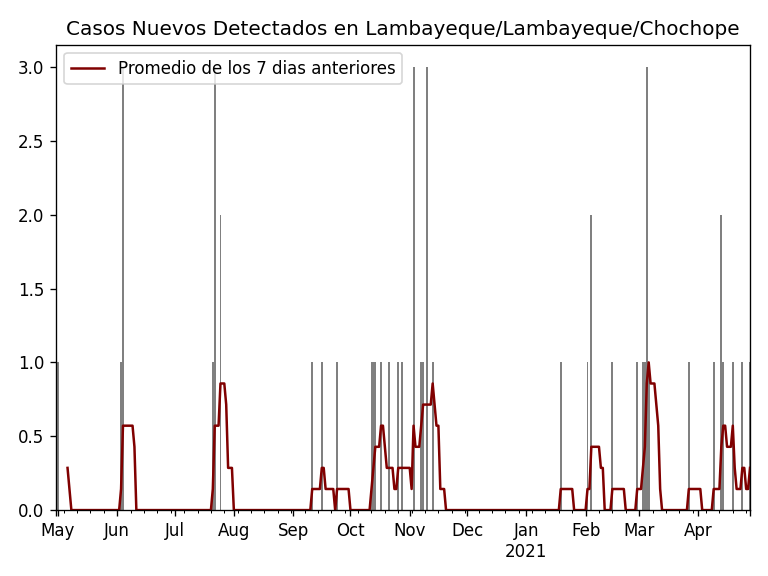 Casos Nuevos Detectados en Lambayeque/Lambayeque/Chochope
Promedio de los 7 dias anteriores
3.0
2.5
2.0
1.5
1.0
0.5
0.0
May Jun Jul Aug Sep Oct Nov Dec Jan Feb Mar Apr
2021